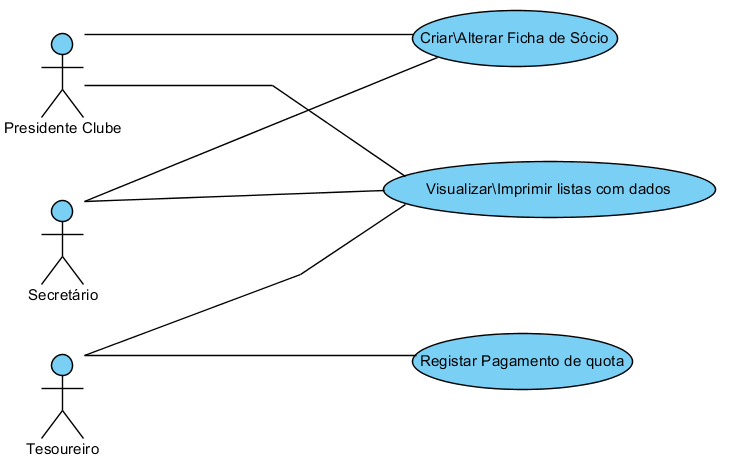 Criar\Alterar Ficha de Sócio
Presidente Clube
Visualizar\Imprimir listas com dados
Secretário
Registar Pagamento de quota
Tesoureiro